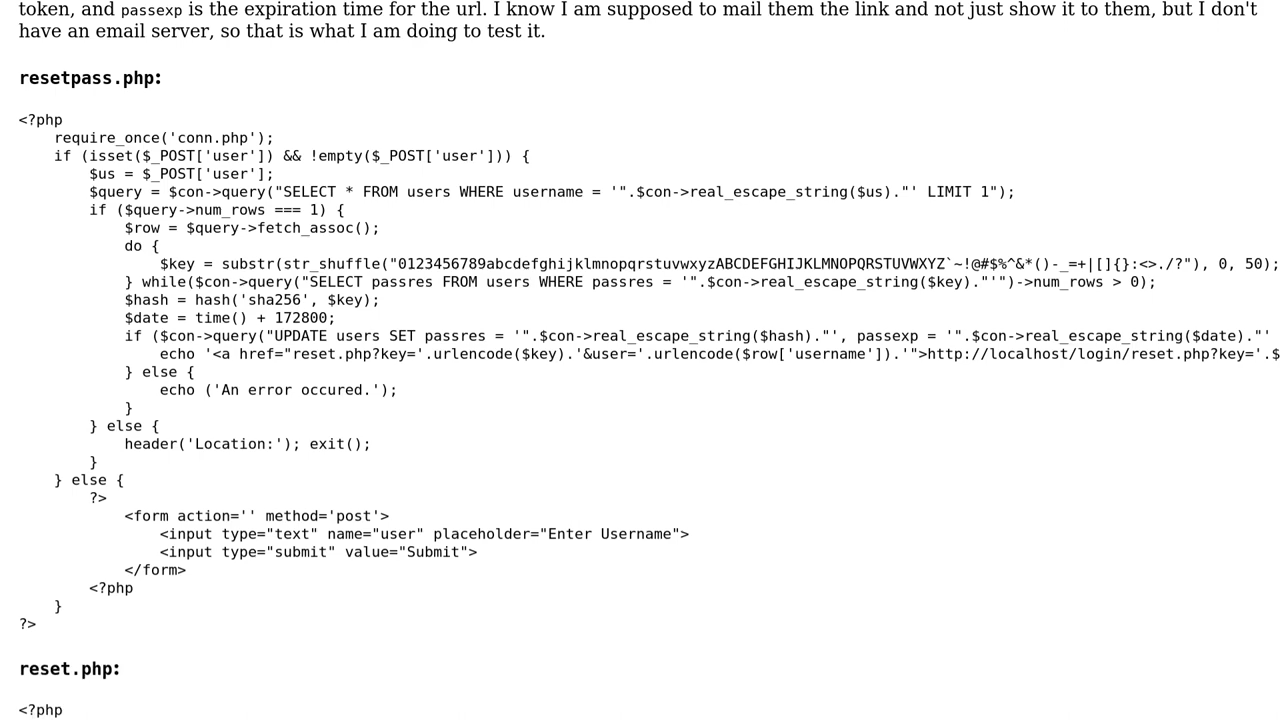 token, and passexp is the expiration time for the url. I know I am supposed to mail them the link and not just show it to them, but I don't
have an email server, so that is what I am doing to test it.
resetpass.php:
<?php
    require_once('conn.php');
    if (isset($_POST['user']) && !empty($_POST['user'])) {
        $us = $_POST['user'];
        $query = $con->query("SELECT * FROM users WHERE username = '".$con->real_escape_string($us)."' LIMIT 1");
        if ($query->num_rows === 1) {
            $row = $query->fetch_assoc();
            do {
                $key = substr(str_shuffle("0123456789abcdefghijklmnopqrstuvwxyzABCDEFGHIJKLMNOPQRSTUVWXYZ`~!@#$%^&*()-_=+|[]{}:<>./?"), 0, 50);
            } while($con->query("SELECT passres FROM users WHERE passres = '".$con->real_escape_string($key)."'")->num_rows > 0);
            $hash = hash('sha256', $key);
            $date = time() + 172800;
            if ($con->query("UPDATE users SET passres = '".$con->real_escape_string($hash)."', passexp = '".$con->real_escape_string($date)."'
                echo '<a href="reset.php?key='.urlencode($key).'&user='.urlencode($row['username']).'">http://localhost/login/reset.php?key='.$
            } else {
                echo ('An error occured.');
            }
        } else {
            header('Location:'); exit();
        }
    } else {
        ?>
            <form action='' method='post'>
                <input type="text" name="user" placeholder="Enter Username">
                <input type="submit" value="Submit">
            </form>
        <?php
    }
?>
reset.php:
<?php